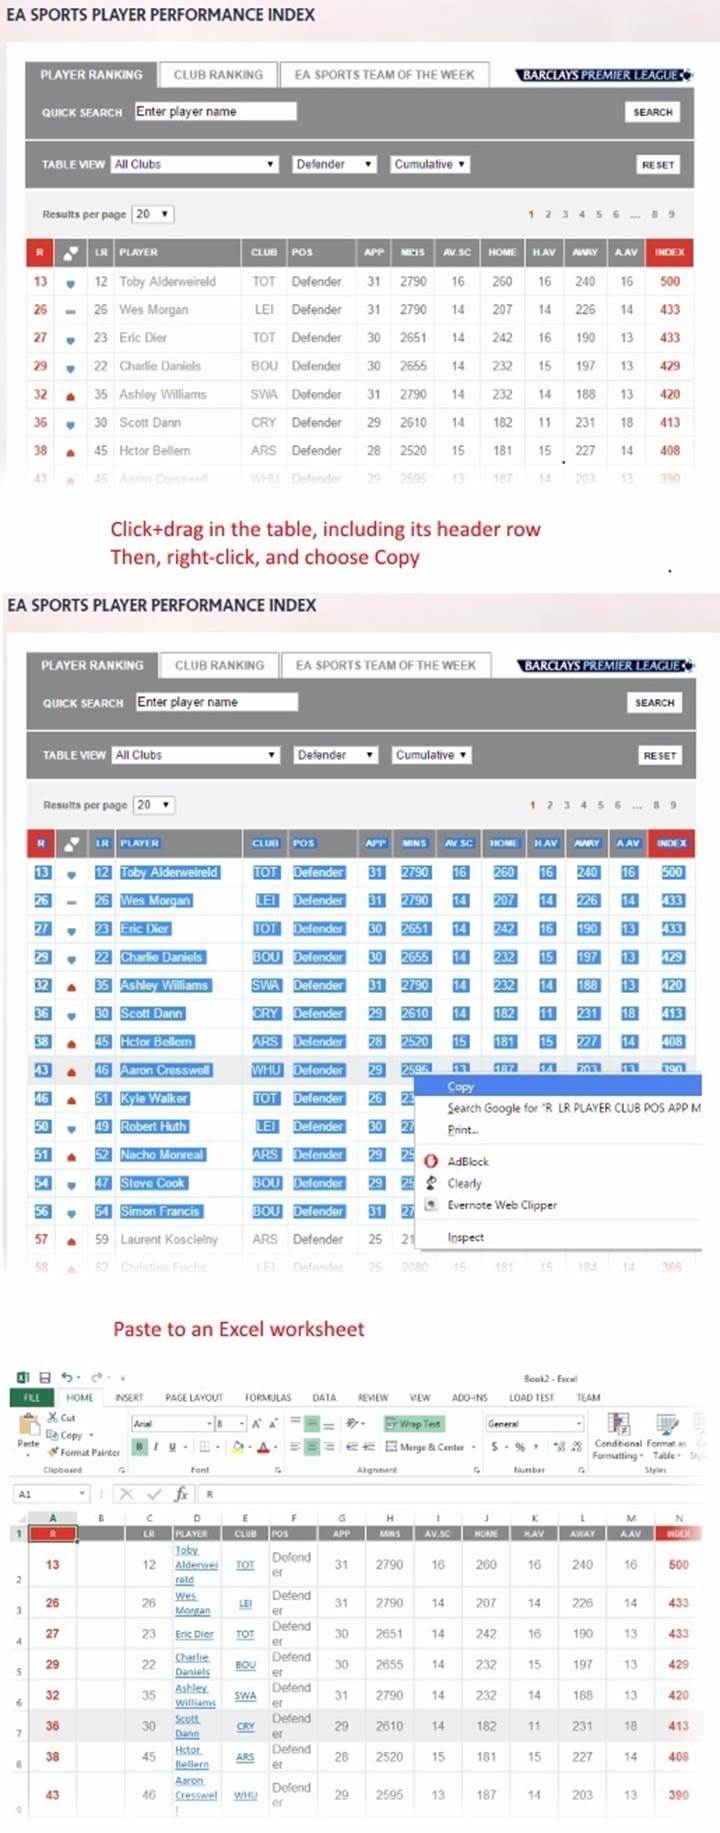 EA SPORTS PLAYER PERFORMANCE INDEX
PLAYER RANKING CLUB RANKING EA SPORTS TEAM OF THE WEEK BARCLAYS PREMIER LEAGUE
QUICK SEARCH Enter player name SEARCH
TABLE VIEW All Clubs Defender Cumulative RESET
Results per page 20 1 2 3 4 5 6 ... 8 9
R LR PLAYER CLUB POS APP MINS AV.SC HOME H.AV AWAY A.AV INDEX
13 12 Toby Alderweireld TOT Defender 31 2790 16 260 16 240 16 500
26 26 Wes Morgan LEI Defender 31 2790 14 207 14 226 14 433
27 23 Eric Dier TOT Defender 30 2651 14 242 16 190 13 433
29 22 Charlie Daniels BOU Defender 30 2655 14 232 15 197 13 429
32 35 Ashley Williams SWA Defender 31 2790 14 232 14 188 13 420
36 30 Scott Dann CRY Defender 29 2610 14 182 11 231 18 413
38 45 Hctor Bellern ARS Defender 28 2520 15 181 15 227 14 408
43 46 Aaron Cresswell WHU Defender 29 2595 13 187 14 203 13 390
Click+drag in the table, including its header row
Then, right-click, and choose Copy
EA SPORTS PLAYER PERFORMANCE INDEX
PLAYER RANKING CLUB RANKING EA SPORTS TEAM OF THE WEEK BARCLAYS PREMIER LEAGUE
QUICK SEARCH Enter player name SEARCH
TABLE VIEW All Clubs Defender Cumulative RESET
Results per page 20 1 2 3 4 5 6 ... 8 9
R LR PLAYER CLUB POS APP MINS AV.SC HOME H.AV AWAY A.AV INDEX
13 12 Toby Alderweireld TOT Defender 31 2790 16 260 16 240 16 500
26 26 Wes Morgan LEI Defender 31 2790 14 207 14 226 14 433
27 23 Eric Dier TOT Defender 30 2651 14 242 16 190 13 433
29 22 Charlie Daniels BOU Defender 30 2655 14 232 15 197 13 429
32 35 Ashley Williams SWA Defender 31 2790 14 232 14 188 13 420
36 30 Scott Dann CRY Defender 29 2610 14 182 11 231 18 413
38 45 Hctor Bellern ARS Defender 28 2520 15 181 15 227 14 408
43 46 Aaron Cresswell WHU Defender 29 2595 13 187 14 203 13 390
46 51 Kyle Walker TOT Defender 26 23
50 49 Robert Huth LEI Defender 30 27
51 52 Nacho Monreal ARS Defender 29 25
54 47 Steve Cook BOU Defender 29 25
56 54 Simon Francis BOU Defender 31 27
57 59 Laurent Koscielny ARS Defender 25 21
58 62 Christian Fuchs LEI Defender 25 2080 15 181 15 184 14 366
Copy
Search Google for "R LR PLAYER CLUB POS APP M
Print...
AdBlock
Clearly
Evernote Web Clipper
Inspect
Paste to an Excel worksheet
Book2 - Excel
FILE HOME INSERT PAGE LAYOUT FORMULAS DATA REVIEW VIEW ADD-INS LOAD TEST TEAM
Cut Arial 8 A A Wrap Text General
Paste Copy B I U A Merge & Center $ % , Conditional Format as
Format Painter Formatting Table
Clipboard Font Alignment Number Styles
A1 fx R
A B C D E F G H I J K L M N
1 R LR PLAYER CLUB POS APP MINS AV.SC HOME H.AV AWAY A.AV INDEX
2 13 12 Toby Alderweireld TOT Defender 31 2790 16 260 16 240 16 500
3 26 26 Wes Morgan LEI Defender 31 2790 14 207 14 226 14 433
4 27 23 Eric Dier TOT Defender 30 2651 14 242 16 190 13 433
5 29 22 Charlie Daniels BOU Defender 30 2655 14 232 15 197 13 429
6 32 35 Ashley Williams SWA Defender 31 2790 14 232 14 188 13 420
7 36 30 Scott Dann CRY Defender 29 2610 14 182 11 231 18 413
8 38 45 Hctor Bellern ARS Defender 28 2520 15 181 15 227 14 408
9 43 46 Aaron Cresswell WHU Defender 29 2595 13 187 14 203 13 390